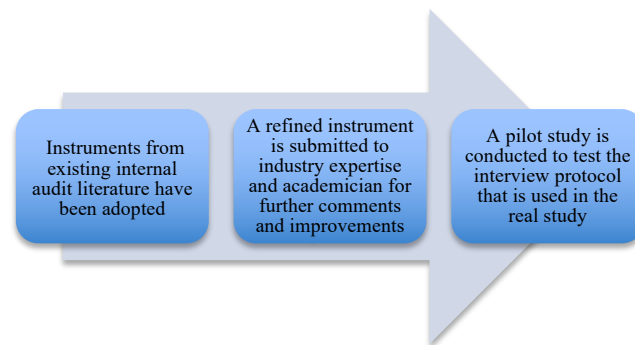 Instruments from
existing internal
audit literature have
been adopted
A refined instrument
is submitted to
industry expertise
and academician for
further comments
and improvements
A pilot study is
conducted to test the
interview protocol
that is used in the
real study